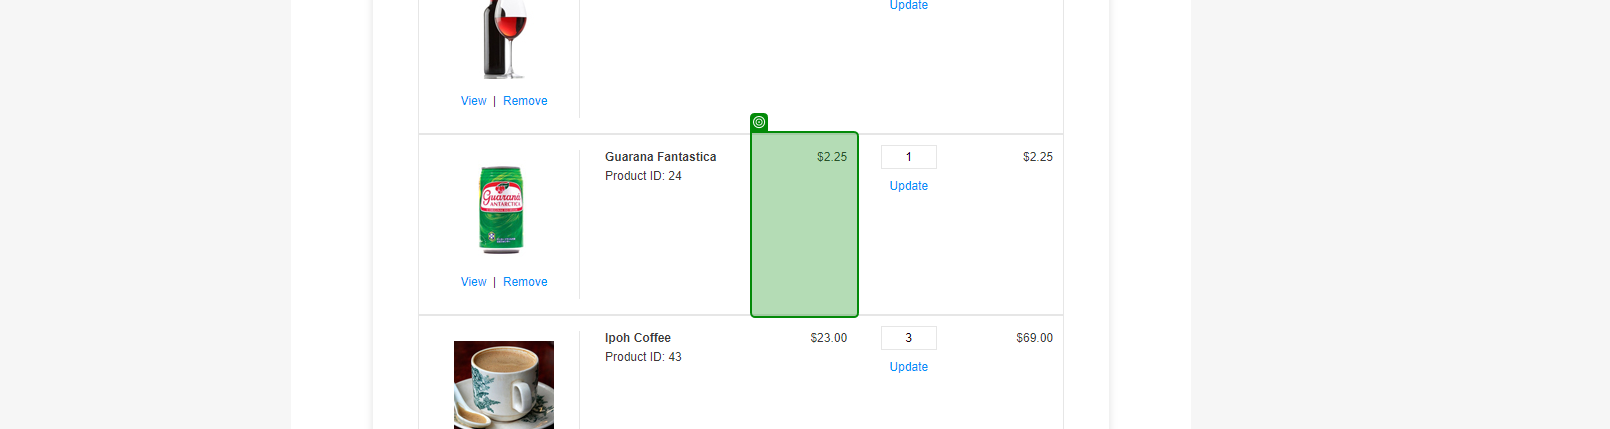 Update
View | Remove
Guarana Fantastica $2.25 1 $2.25
Product ID: 24 Update
Guaraná
ANTARCTICA
View | Remove
Ipoh Coffee $23.00 3 $69.00
Product ID: 43 Update